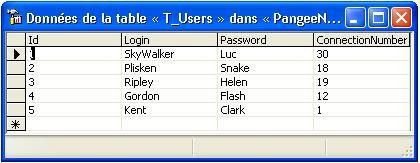 Données de la table « T_Users » dans « PangeeN...
Id Login Password ConnectionNumber
1 SkyWalker Luc 30
2 Plisken Snake 18
3 Ripley Helen 19
4 Gordon Flash 12
5 Kent Clark 1